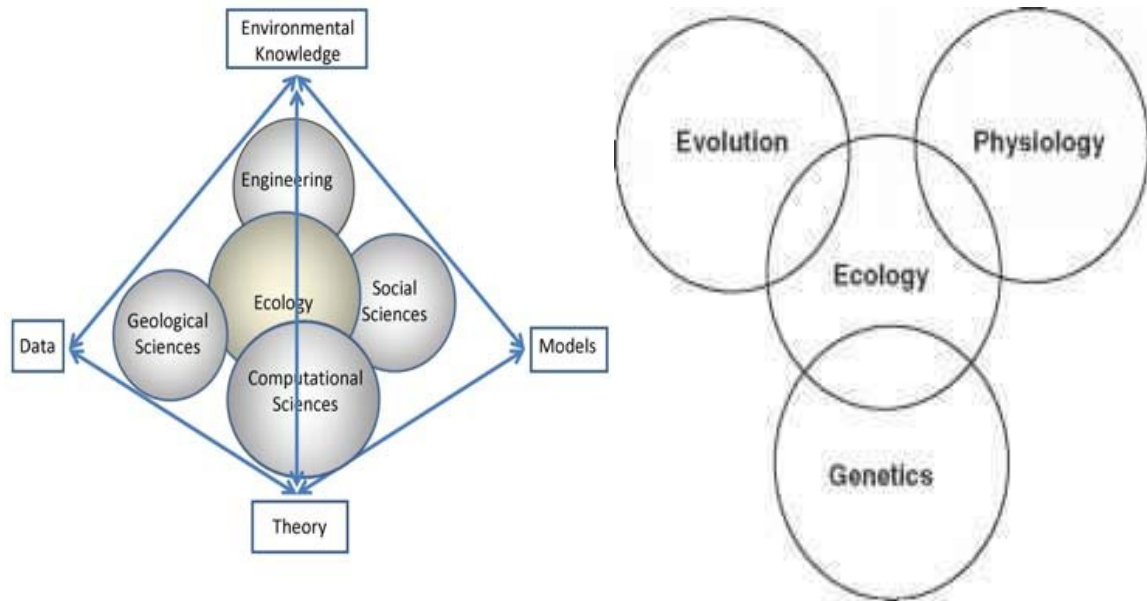 Environmental
Knowledge
Engineering
Ecology
Social
Sciences
Geological
Sciences
Computational
Sciences
Data
Models
Theory
Evolution
Physiology
Ecology
Genetics